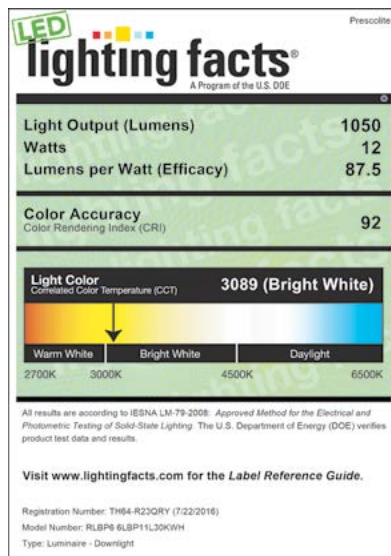 Prescolite
LED
lighting facts®
A Program of the U.S. DOE
Light Output (Lumens) 1050
Watts 12
Lumens per Watt (Efficacy) 87.5
Color Accuracy
Color Rendering Index (CRI) 92
Light Color
Correlated Color Temperature (CCT) 3089 (Bright White)
Warm White Bright White Daylight
2700K 3000K 4500K 6500K
All results are according to IESNA LM-79-2008: Approved Method for the Electrical and
Photometric Testing of Solid-State Lighting. The U.S. Department of Energy (DOE) verifies
product test data and results.
Visit www.lightingfacts.com for the Label Reference Guide.
Registration Number: TH64-R23QRY (7/22/2016)
Model Number: RLBP6 6LBP11L30KWH
Type: Luminaire - Downlight